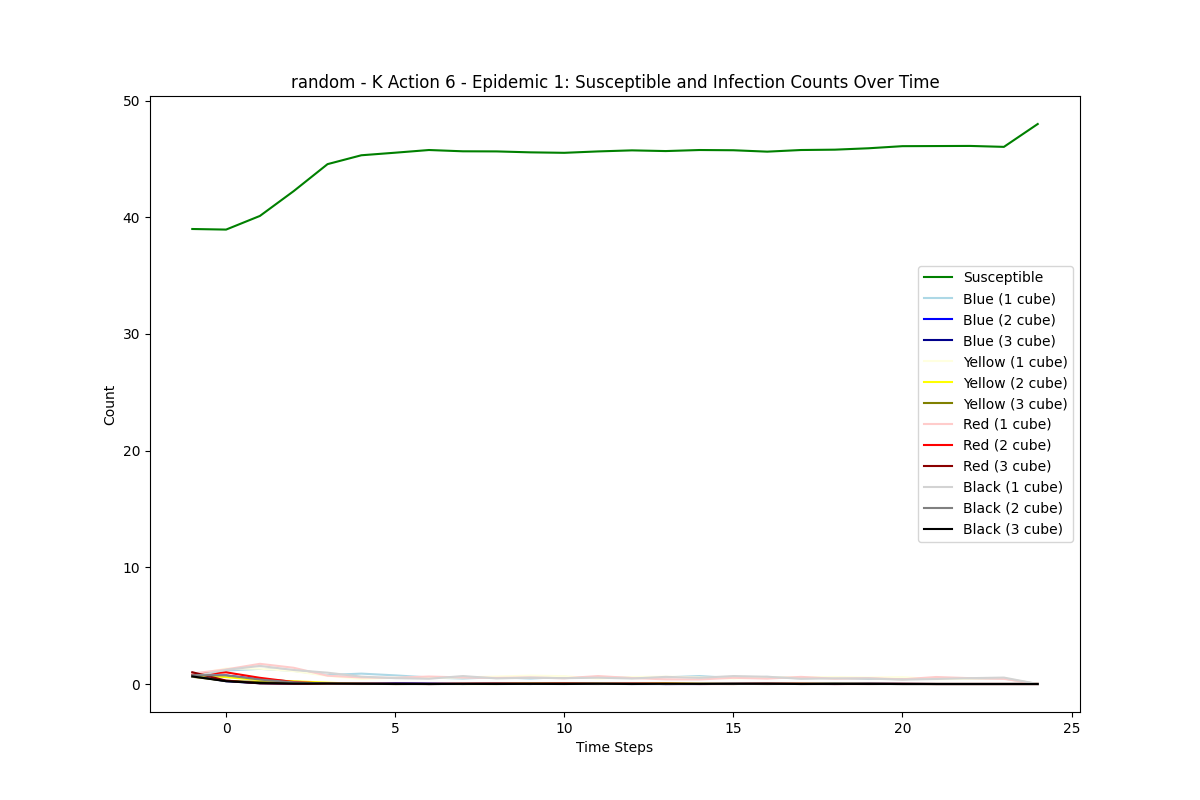 random - K Action 6 - Epidemic 1: Susceptible and Infection Counts Over Time
50
40
30
20
10
0
Count
Susceptible
Blue (1 cube)
Blue (2 cube)
Blue (3 cube)
Yellow (1 cube)
Yellow (2 cube)
Yellow (3 cube)
Red (1 cube)
Red (2 cube)
Red (3 cube)
Black (1 cube)
Black (2 cube)
Black (3 cube)
0 5 10 15 20 25
Time Steps